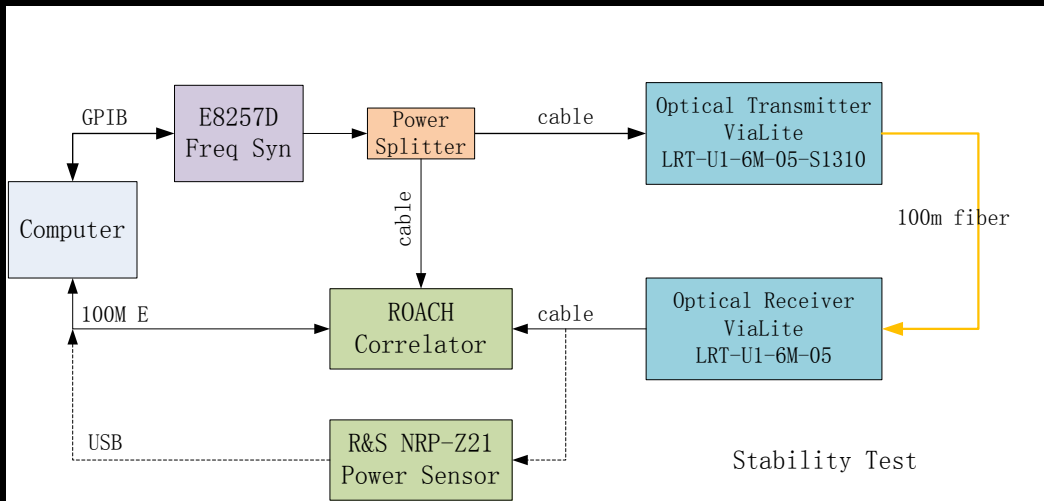 GPIB
E8257D
Freq Syn
Power
Splitter
cable
Optical Transmitter
ViaLite
LRT-U1-6M-05-S1310
Computer
cable
100m fiber
100M E
ROACH
Correlator
cable
Optical Receiver
ViaLite
LRT-U1-6M-05
USB
R&S NRP-Z21
Power Sensor
Stability Test